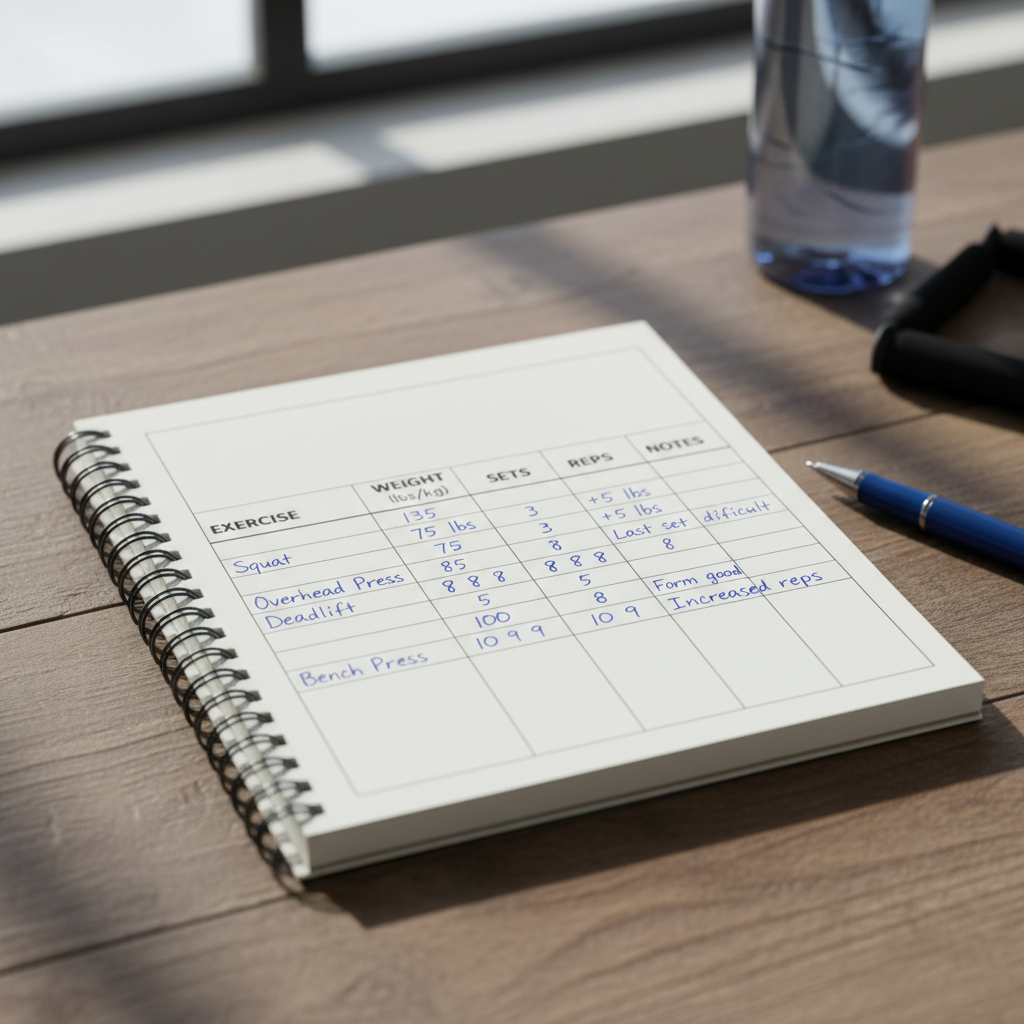 EXERCISE WEIGHT (lbs/kg) SETS REPS NOTES
135 3 +5 lbs
Squat 75 lbs 3 +5 lbs
75 8 Last set dificult
Overhead Press 85 8 8 8 8
Deadlift 8 8 8 5 Form good
5 8 Increased reps
100 10 9
Bench Press 10 9 9